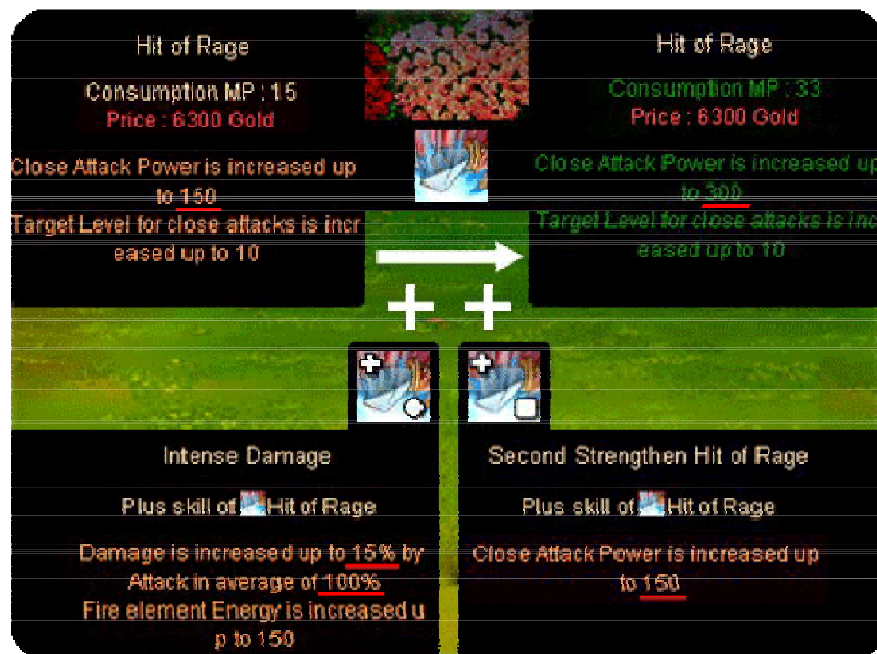 Hit of Rage
Consumption MP : 15
Price : 6300 Gold
Close Attack Power is increased up
to 150
Target Level for close attacks is incr
eased up to 10
Hit of Rage
Consumption MP : 33
Price : 6300 Gold
Close Attack Power is increased up
to 300
Target Level for close attacks is inc
eased up to 10
Intense Damage
Plus skill of Hit of Rage
Damage is increased up to 15% by
Attack in average of 100%
Fire element Energy is increased u
p to 150
Second Strengthen Hit of Rage
Plus skill of Hit of Rage
Close Attack Power is increased up
to 150